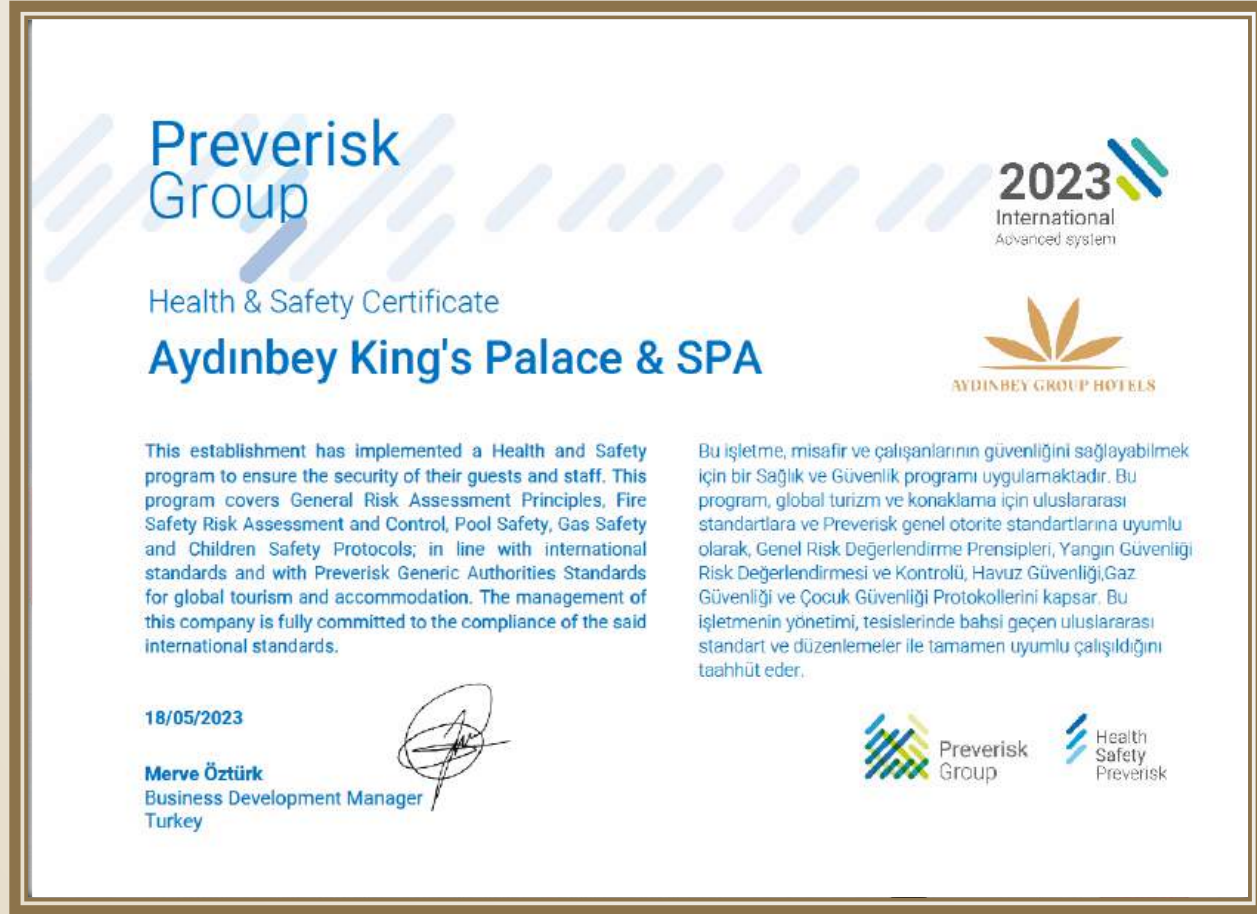 Preverisk
Group
2023
International
Advanced system
Health & Safety Certificate
Aydınbey King's Palace & SPA
AYDINBEY GROUP HOTELS
This establishment has implemented a Health and Safety
program to ensure the security of their guests and staff. This
program covers General Risk Assessment Principles, Fire
Safety Risk Assessment and Control, Pool Safety, Gas Safety
and Children Safety Protocols; in line with international
standards and with Preverisk Generic Authorities Standards
for global tourism and accommodation. The management of
this company is fully committed to the compliance of the said
international standards.
Bu işletme, misafir ve çalışanlarının güvenliğini sağlayabilmek
için bir Sağlık ve Güvenlik programı uygulamaktadır. Bu
program, global turizm ve konaklama için uluslararası
standartlara ve Preverisk genel otorite standartlarına uyumlu
olarak, Genel Risk Değerlendirme Prensipleri, Yangın Güvenliği
Risk Değerlendirmesi ve Kontrolü, Havuz Güvenliği,Gaz
Güvenliği ve Çocuk Güvenliği Protokollerini kapsar. Bu
işletmenin yönetimi, tesislerinde bahsi geçen uluslararası
standart ve düzenlemeler ile tamamen uyumlu çalışıldığını
taahhüt eder.
18/05/2023
Merve Öztürk
Business Development Manager
Turkey
Preverisk
Group
Health
Safety
Preverisk